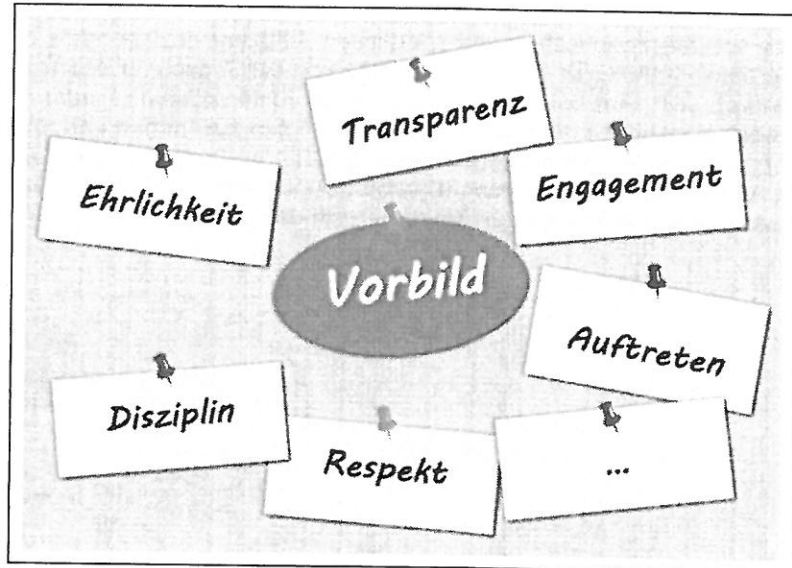 Transparenz
Ehrlichkeit
Engagement
Vorbild
Auftreten
Disziplin
Respekt
...